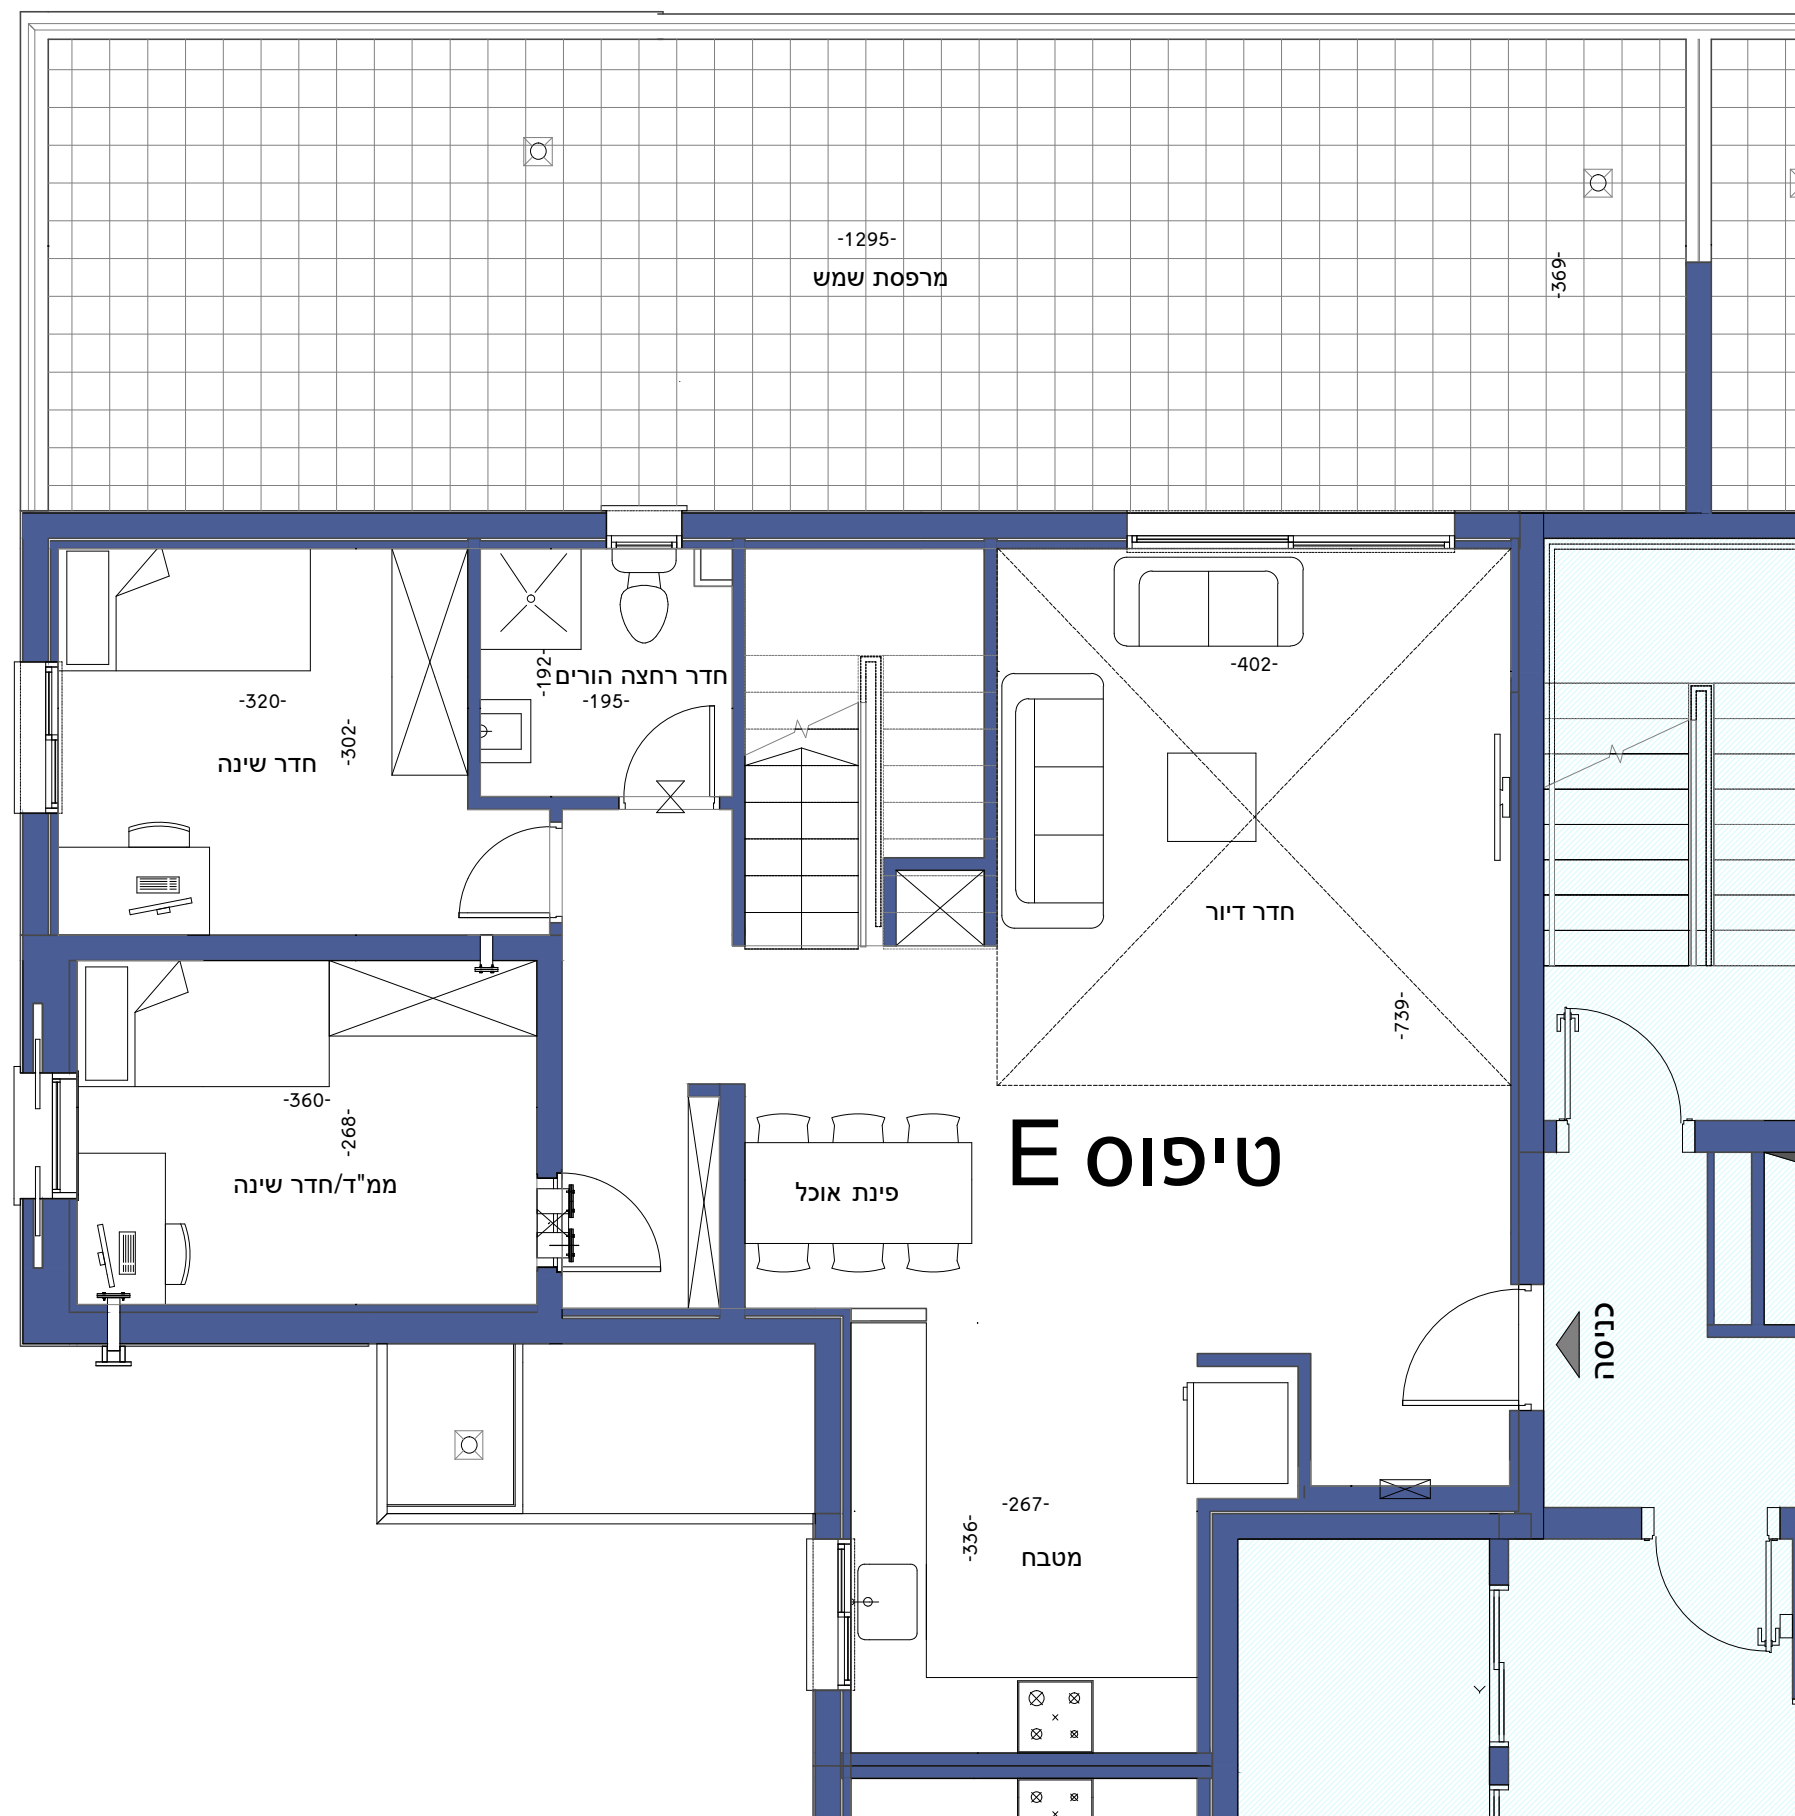 -1295-
מרפסת שמש
-369-
-320-
-302-
חדר שינה
-192-
חדר רחצה הורים
-195-
-402-
חדר דיור
-739-
-360-
-268-
ממ"ד/חדר שינה
פינת אוכל
טיפוס E
כניסה
-267-
-336-
מטבח